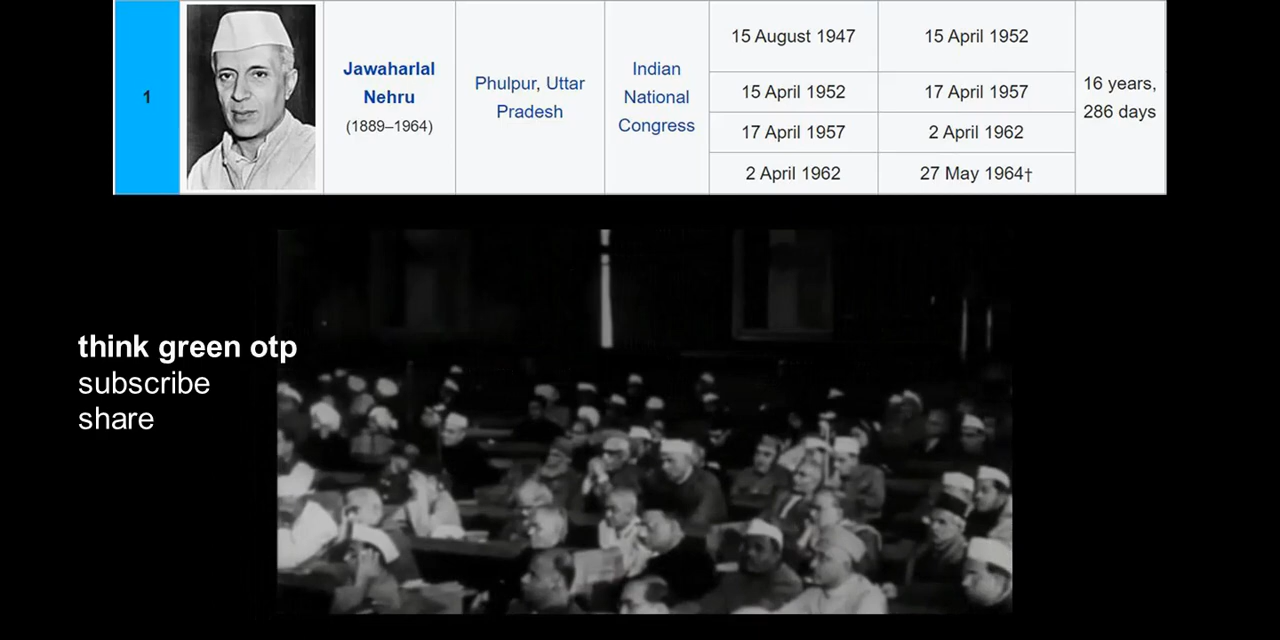 1
Jawaharlal
Nehru
(1889–1964)
Phulpur, Uttar
Pradesh
Indian
National
Congress
15 August 1947
15 April 1952
15 April 1952
17 April 1957
17 April 1957
2 April 1962
2 April 1962
27 May 1964†
16 years,
286 days
think green otp
subscribe
share